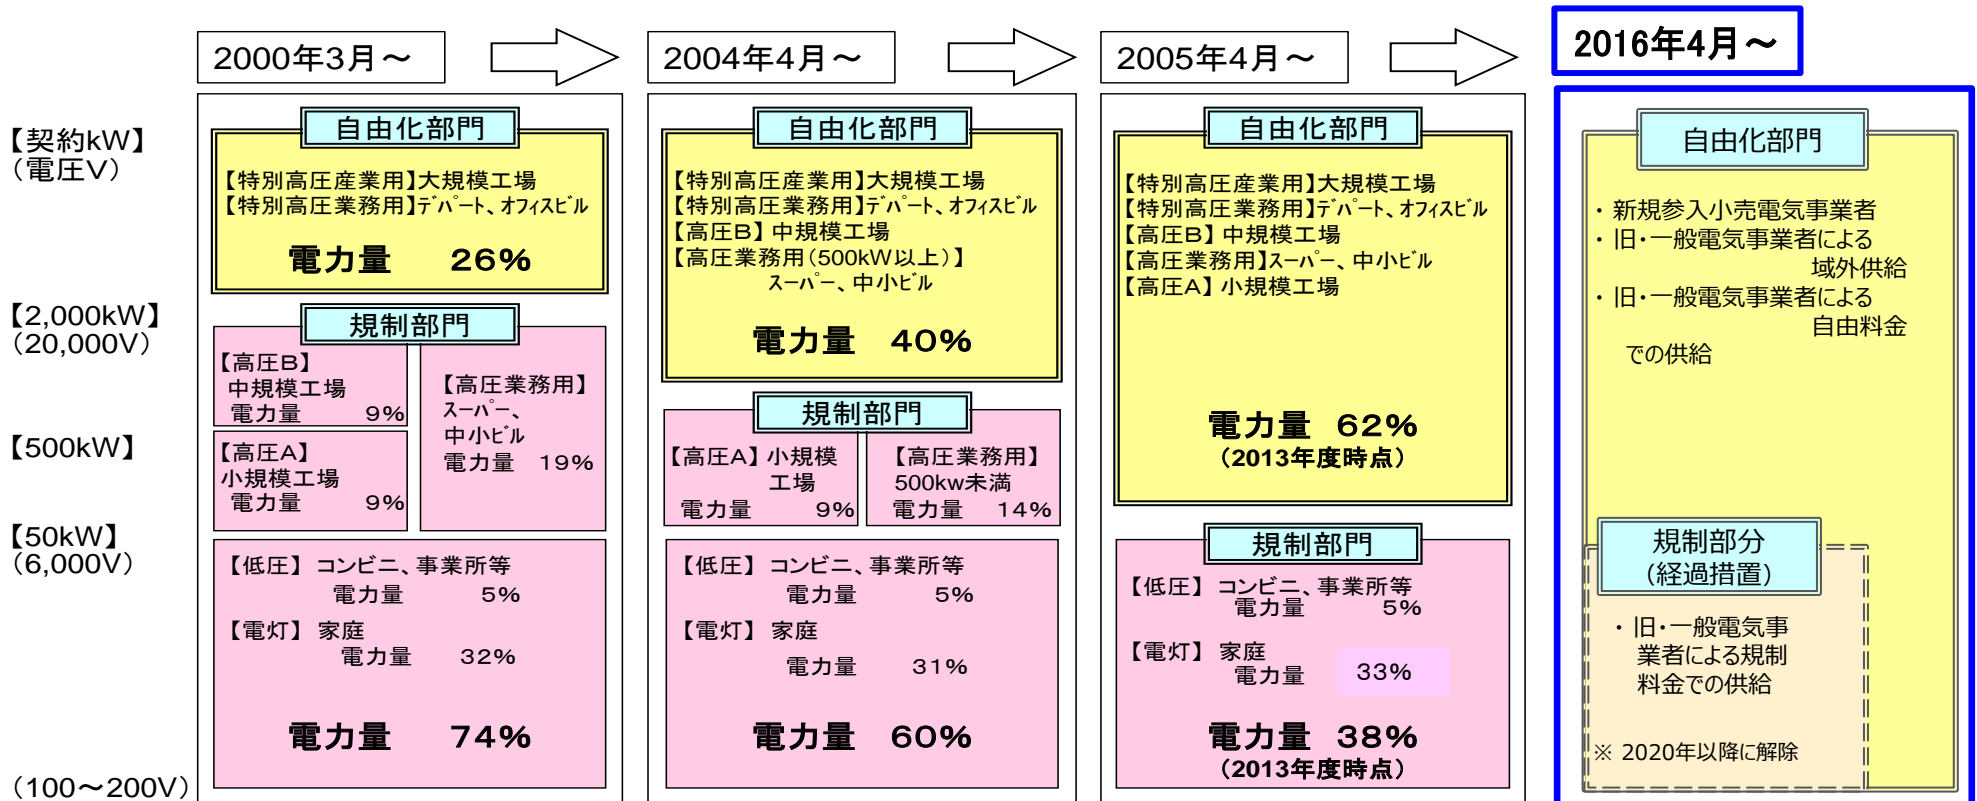 2000年3月～
2004年4月～
2005年4月～
2016年4月～
【契約kW】
（電圧V）
【2,000kW】
（20,000V）
【500kW】
【50kW】
（6,000V）
（100～200V）
自由化部門
【特別高圧産業用】大規模工場
【特別高圧業務用】ﾃﾞﾊﾟｰﾄ、ｵﾌｨｽﾋﾞﾙ
電力量 26%
規制部門
【高圧B】
中規模工場
電力量 9%
【高圧A】
小規模工場
電力量 9%
【高圧業務用】
ｽｰﾊﾟｰ、
中小ﾋﾞﾙ
電力量 19%
【低圧】 コンビニ、事業所等
電力量 5%
【電灯】 家庭
電力量 32%
電力量 74%
自由化部門
【特別高圧産業用】大規模工場
【特別高圧業務用】ﾃﾞﾊﾟｰﾄ、ｵﾌｨｽﾋﾞﾙ
【高圧B】 中規模工場
【高圧業務用（500kW以上）】
ｽｰﾊﾟｰ、中小ﾋﾞﾙ
電力量 40%
規制部門
【高圧A】 小規模
工場
電力量 9%
【高圧業務用】
500kw未満
電力量 14%
【低圧】 コンビニ、事業所等
電力量 5%
【電灯】 家庭
電力量 31%
電力量 60%
自由化部門
【特別高圧産業用】大規模工場
【特別高圧業務用】ﾃﾞﾊﾟｰﾄ、ｵﾌｨｽﾋﾞﾙ
【高圧B】 中規模工場
【高圧業務用】ｽｰﾊﾟｰ、中小ﾋﾞﾙ
【高圧A】 小規模工場
電力量 62%
（2013年度時点）
規制部門
【低圧】 コンビニ、事業所等
電力量 5%
【電灯】 家庭
電力量 33%
電力量 38%
（2013年度時点）
自由化部門
・ 新規参入小売電気事業者
・ 旧・一般電気事業者による
域外供給
・ 旧・一般電気事業者による
自由料金
での供給
規制部分
（経過措置）
・ 旧・一般電気事
業者による規制
料金での供給
※ 2020年以降に解除